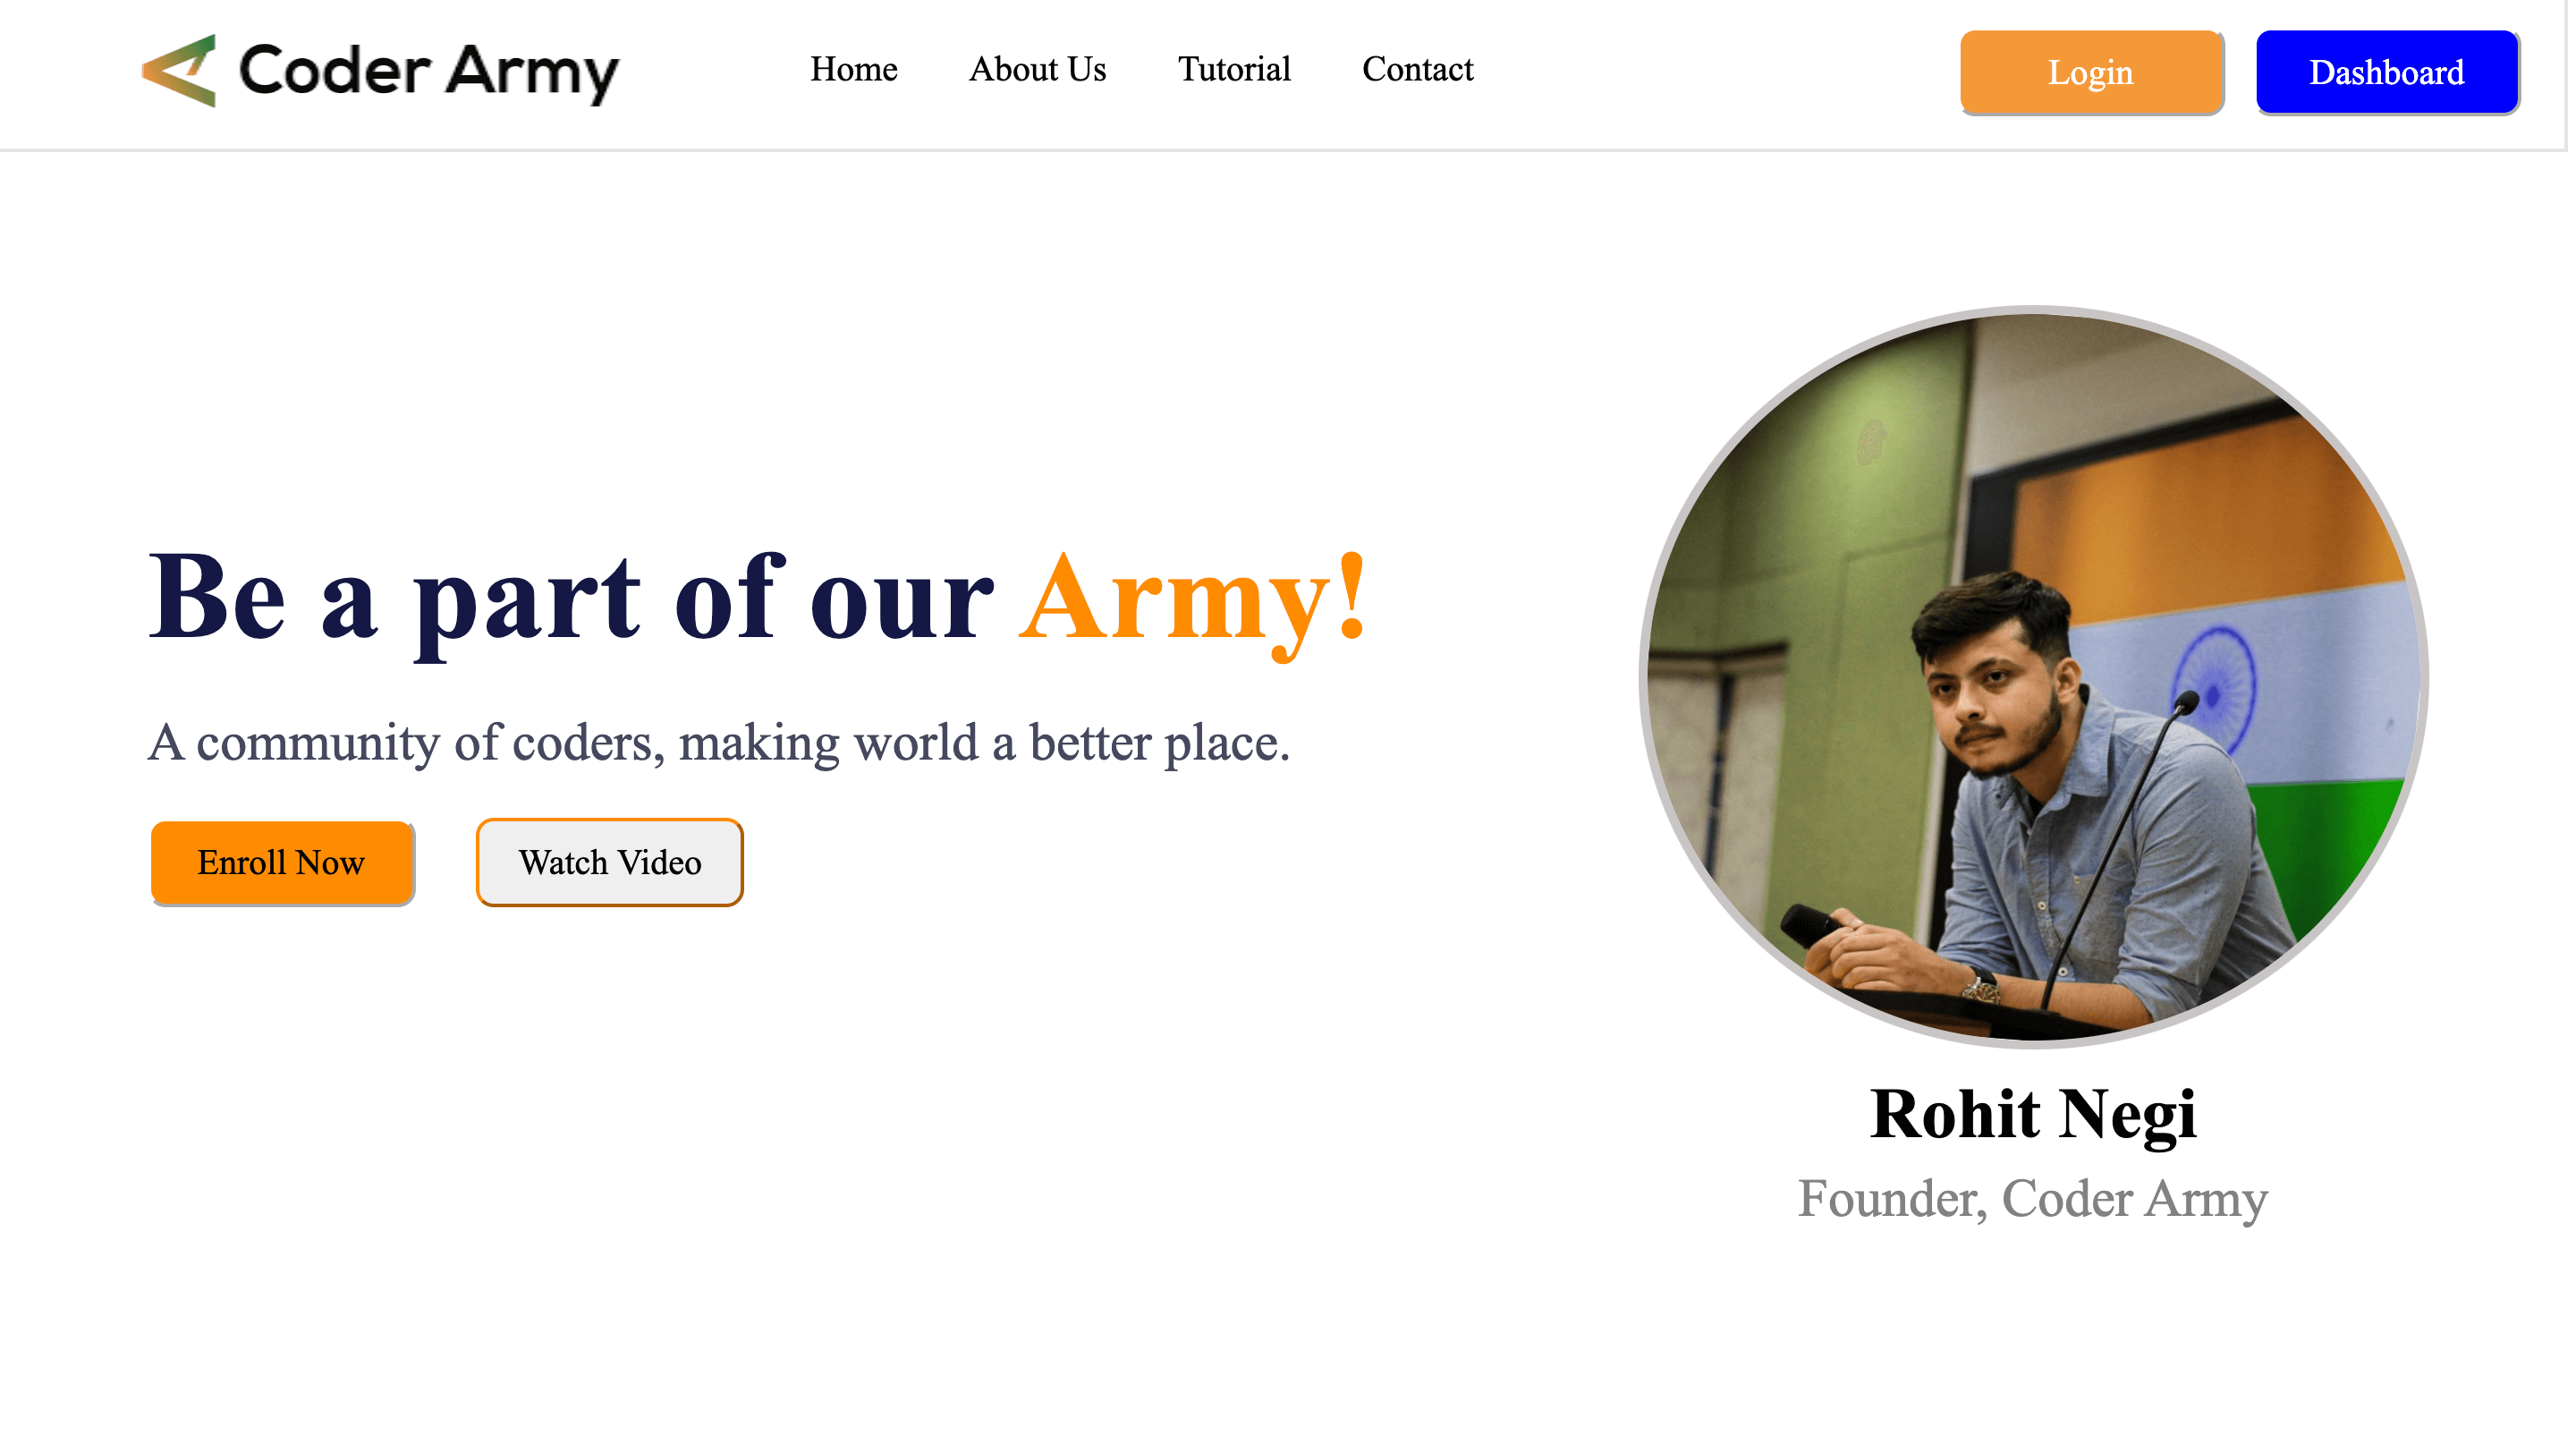 Coder Army
Home About Us Tutorial Contact
Login Dashboard
Be a part of our Army!
A community of coders, making world a better place.
Enroll Now Watch Video
Rohit Negi
Founder, Coder Army